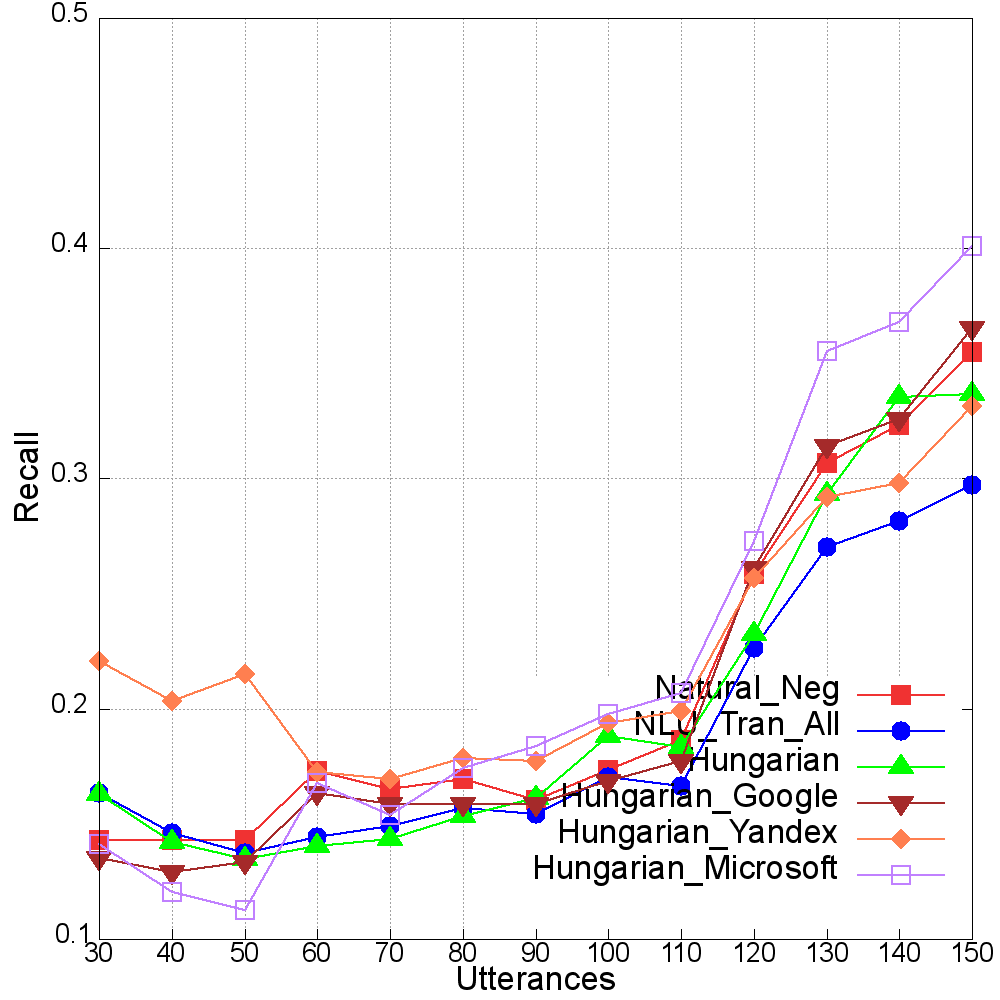 0.5
0.4
0.3
0.2
0.1
Recall
Natural_Neg
NLU_Tran_All
Hungarian
Hungarian_Google
Hungarian_Yandex
Hungarian_Microsoft
30 40 50 60 70 80 90 100 110 120 130 140 150
Utterances